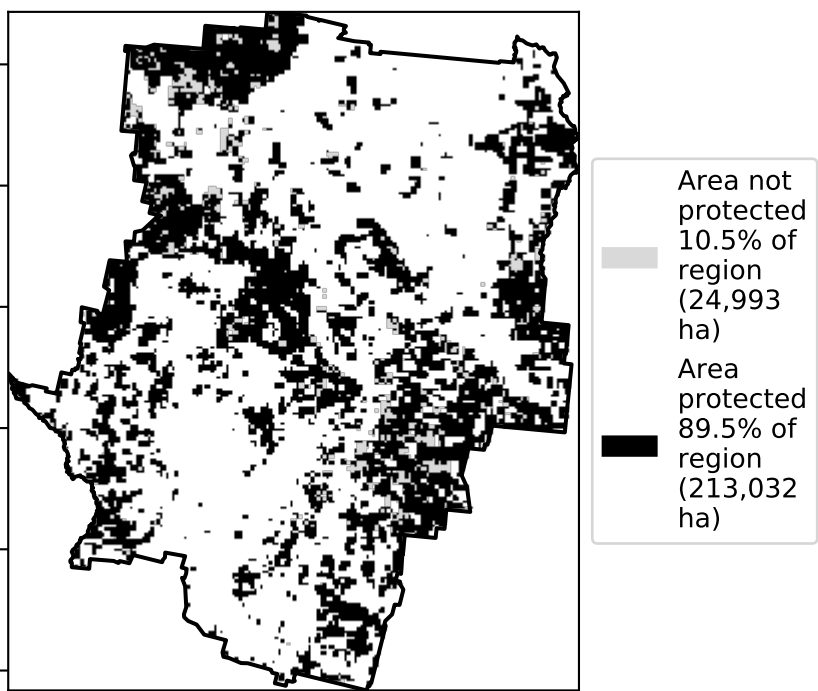 Area not
protected
10.5% of
region
(24,993
ha)
Area
protected
89.5% of
region
(213,032
ha)